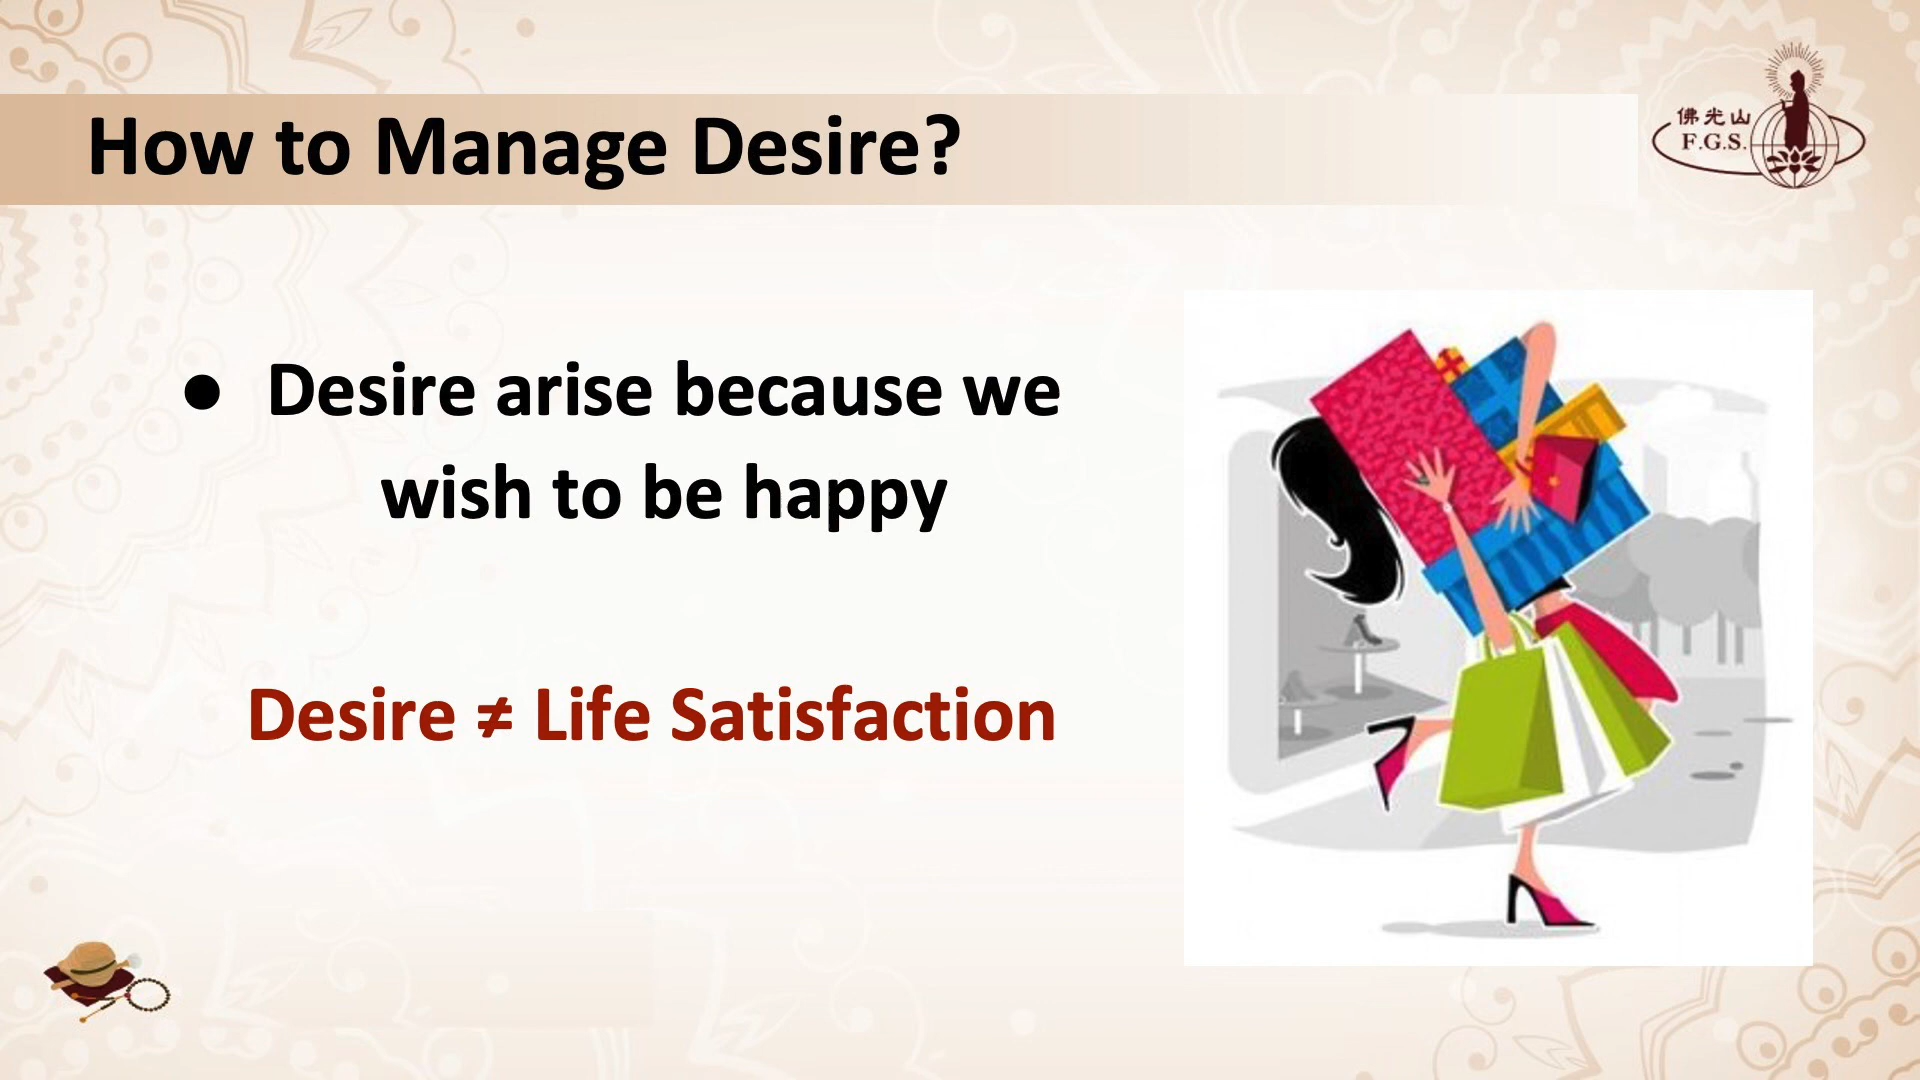 How to Manage Desire?
佛光山
F.G.S.
● Desire arise because we
wish to be happy
Desire ≠ Life Satisfaction